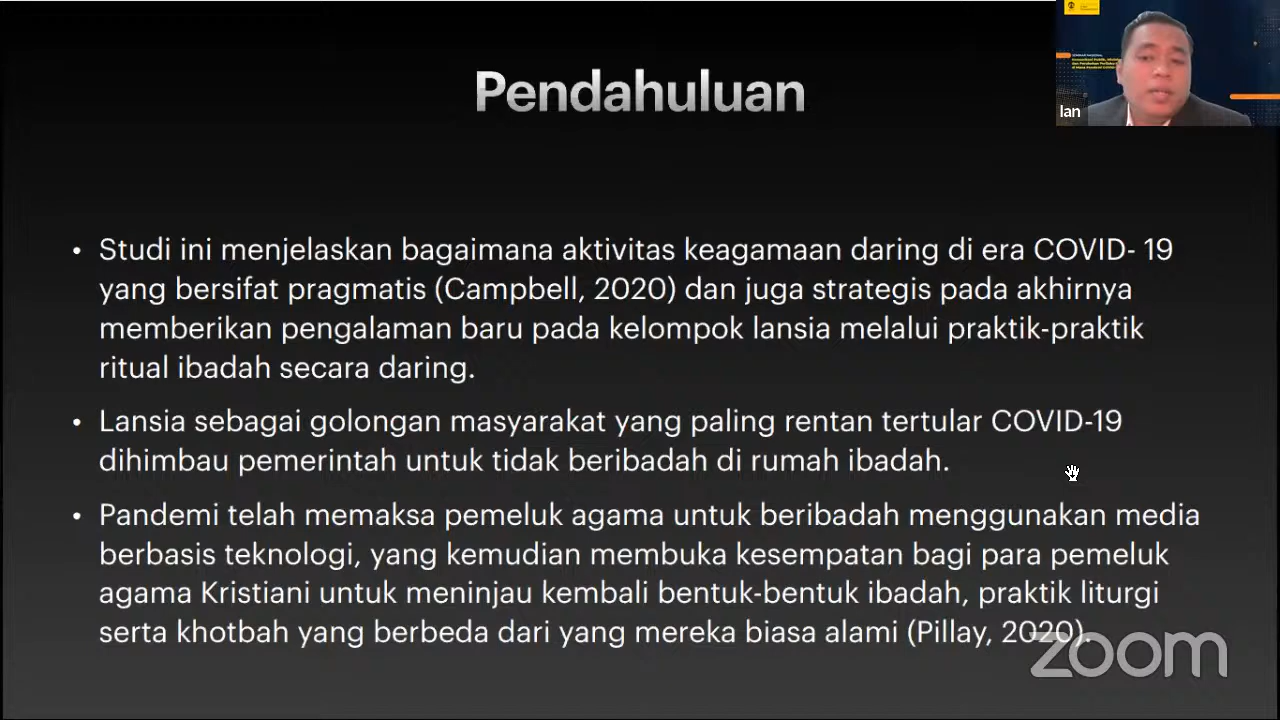 Pendahuluan
SEMINAR NASIONAL
Ian
• Studi ini menjelaskan bagaimana aktivitas keagamaan daring di era COVID- 19
yang bersifat pragmatis (Campbell, 2020) dan juga strategis pada akhirnya
memberikan pengalaman baru pada kelompok lansia melalui praktik-praktik
ritual ibadah secara daring.
• Lansia sebagai golongan masyarakat yang paling rentan tertular COVID-19
dihimbau pemerintah untuk tidak beribadah di rumah ibadah.
• Pandemi telah memaksa pemeluk agama untuk beribadah menggunakan media
berbasis teknologi, yang kemudian membuka kesempatan bagi para pemeluk
agama Kristiani untuk meninjau kembali bentuk-bentuk ibadah, praktik liturgi
serta khotbah yang berbeda dari yang mereka biasa alami (Pillay, 2020).
zoom